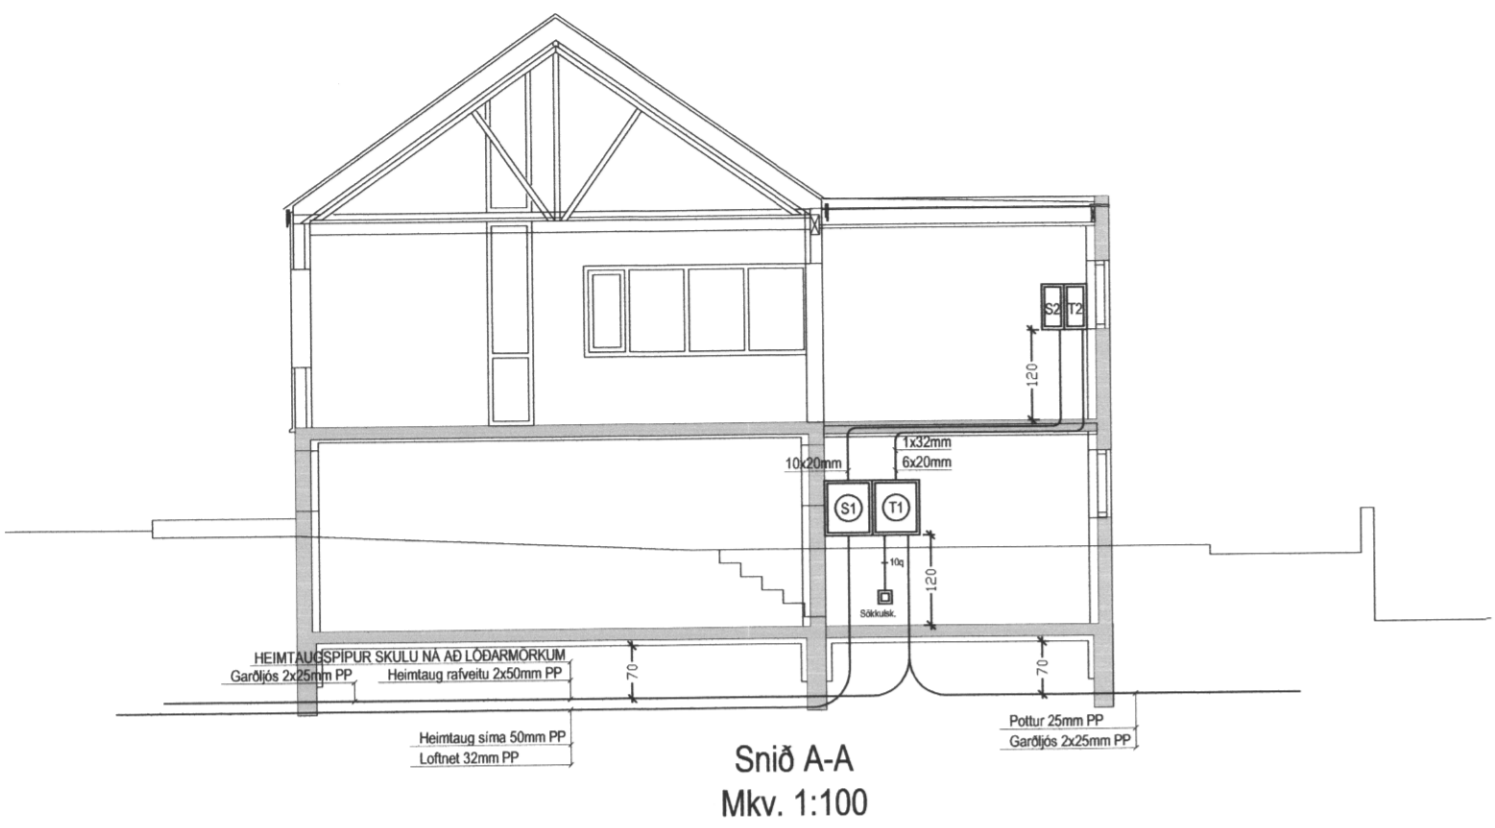 S2
T2
120
1x32mm
10x20mm
6x20mm
S1
T1
10q
120
Sökkulsk.
HEIMTAUGSPÍPUR SKULU NÁ AÐ LÓÐARMÖRKUM
Garðljós 2x25mm PP
Heimtaug rafveitu 2x50mm PP
70
70
Heimtaug síma 50mm PP
Loftnet 32mm PP
Pottur 25mm PP
Garðljós 2x25mm PP
Snið A-A
Mkv. 1:100